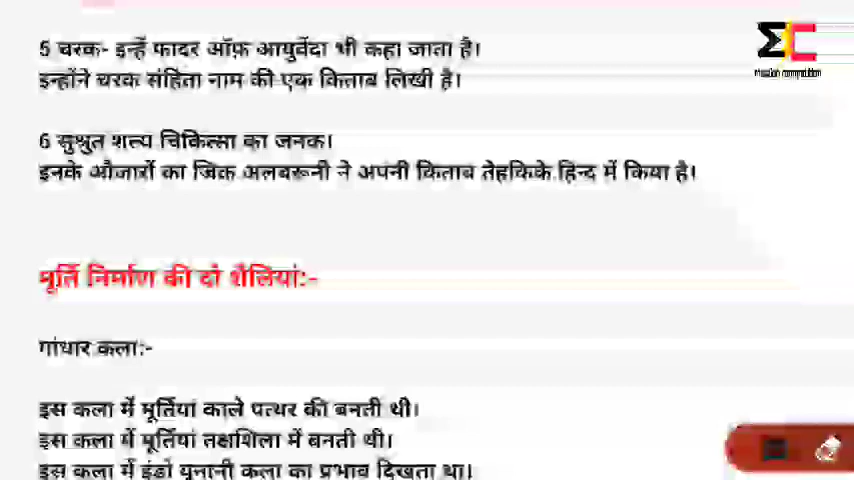 5 चरक- इन्हें फादर ऑफ़ आयुर्वेदा भी कहा जाता है।
इन्होंने चरक संहिता नाम की एक किताब लिखी है।
6 सुश्रुत शल्य चिकित्सा का जनक।
इनके औजारों का जिक्र अलबरूनी ने अपनी किताब तेहकिके हिन्द में किया है।
मूर्ति निर्माण की दो शैलियां:-
गांधार कला:-
इस कला में मूर्तियां काले पत्थर की बनती थी।
इस कला में मूर्तियां तक्षशिला में बनती थी।
इस कला में इंडो यूनानी कला का प्रभाव दिखता था।